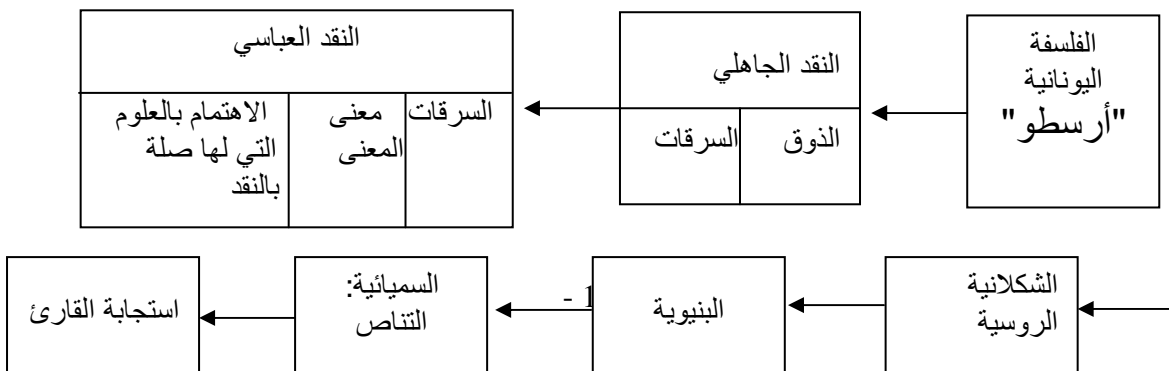 الفلسفة
اليونانية
"أرسطو"
النقد الجاهلي
الذوق
السرقات
النقد العباسي
السرقات
معنى
المعنى
الاهتمام بالعلوم
التي لها صلة
بالنقد
الشكلانية
الروسية
البنيوية
1 -
السميائية:
التناص
استجابة القارئ